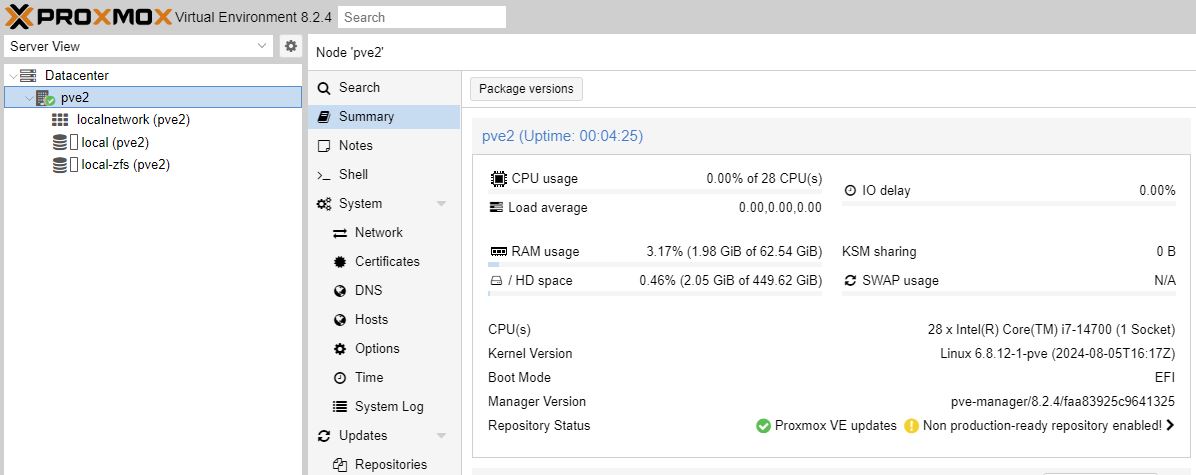 PROXMOX Virtual Environment 8.2.4 Search
Server View
Datacenter
pve2
localnetwork (pve2)
local (pve2)
local-zfs (pve2)
Node 'pve2'
Search
Summary
Notes
Shell
System
Network
Certificates
DNS
Hosts
Options
Time
System Log
Updates
Repositories
Package versions
pve2 (Uptime: 00:04:25)
CPU usage 0.00% of 28 CPU(s)
IO delay 0.00%
Load average 0.00,0.00,0.00
RAM usage 3.17% (1.98 GiB of 62.54 GiB)
KSM sharing 0 B
/ HD space 0.46% (2.05 GiB of 449.62 GiB)
SWAP usage N/A
CPU(s) 28 x Intel(R) Core(TM) i7-14700 (1 Socket)
Kernel Version Linux 6.8.12-1-pve (2024-08-05T16:17Z)
Boot Mode EFI
Manager Version pve-manager/8.2.4/faa83925c9641325
Repository Status Proxmox VE updates Non production-ready repository enabled!